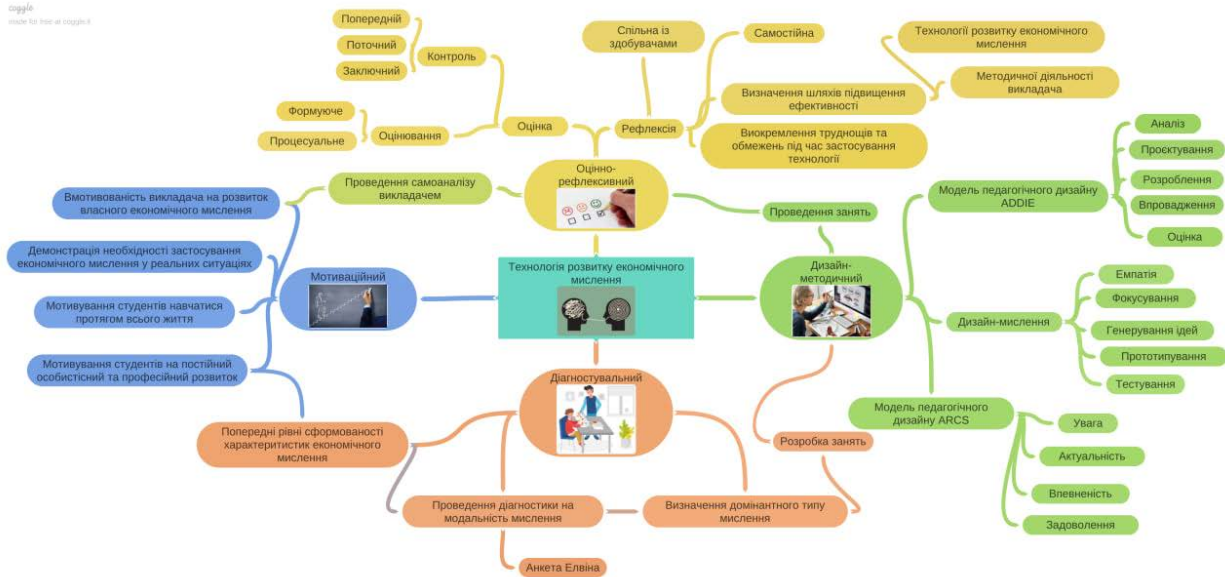 coggle
made for free at coggle.it
Попередній
Поточний
Заключний
Контроль
Формуюче
Процесуальне
Оцінювання
Оцінка
Спільна із
здобувачами
Рефлексія
Самостійна
Визначення шляхів підвищення
ефективності
Виокремлення труднощів та
обмежень під час застосування
технології
Технології розвитку економічного
мислення
Методичної діяльності
викладача
Оцінно-
рефлексивний
Проведення самоаналізу
викладачем
Вмотивованість викладача на розвиток
власного економічного мислення
Демонстрація необхідності застосування
економічного мислення у реальних ситуаціях
Мотивування студентів навчатися
протягом всього життя
Мотивування студентів на постійний
особистісний та професійний розвиток
Мотиваційний
Технологія розвитку економічного
мислення
Проведення занять
Дизайн-
методичний
Модель педагогічного дизайну
ADDIE
Аналіз
Проєктування
Розроблення
Впровадження
Оцінка
Дизайн-мислення
Емпатія
Фокусування
Генерування ідей
Прототипування
Тестування
Модель педагогічного
дизайну ARCS
Увага
Актуальність
Впевненість
Задоволення
Діагностувальний
Попередні рівні сформованості
характеритистик економічного
мислення
Розробка занять
Проведення діагностики на
модальність мислення
Визначення домінантного типу
мислення
Анкета Елвіна